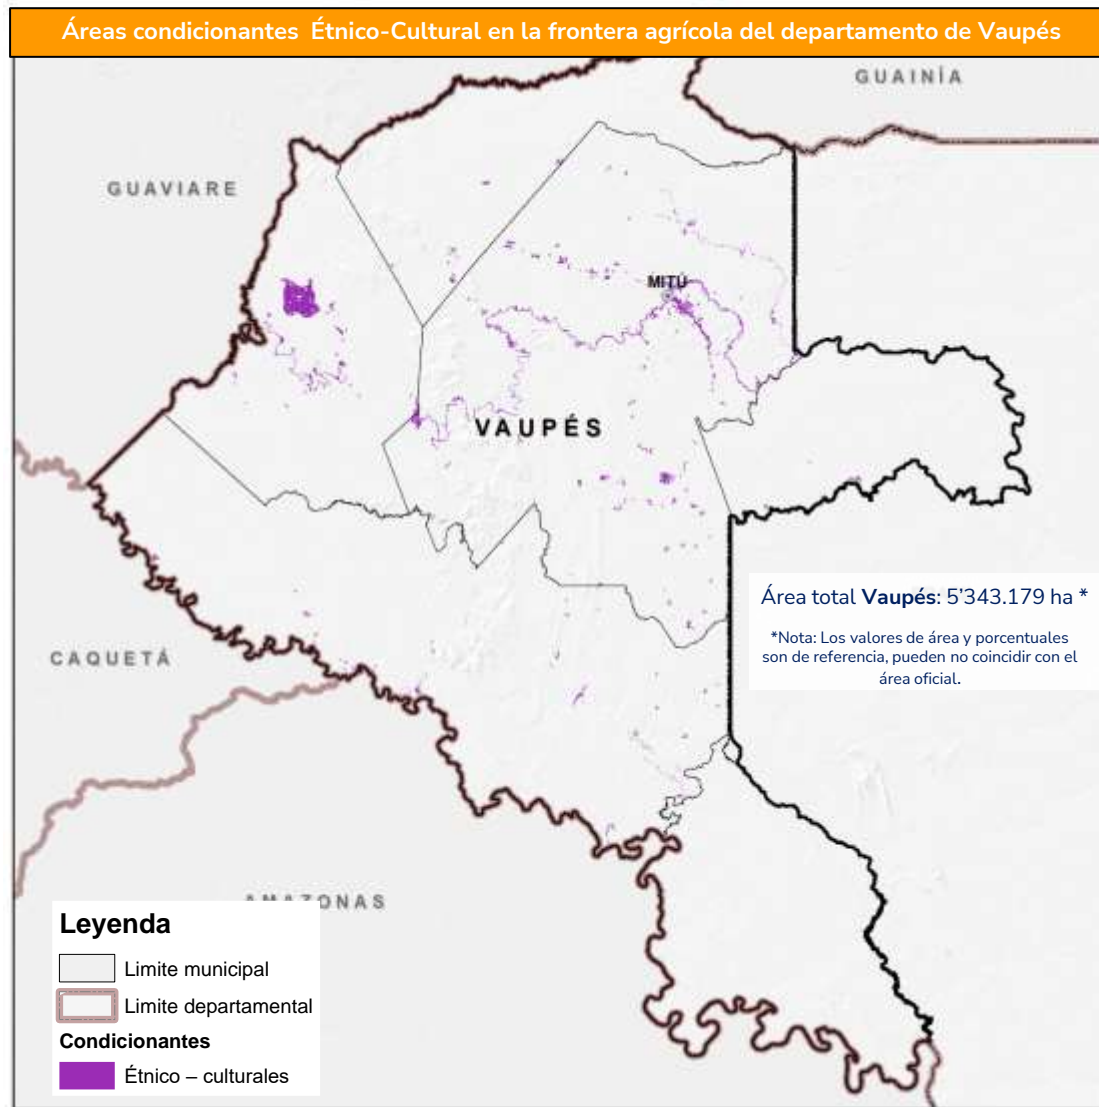 Áreas condicionantes Étnico-Cultural en la frontera agrícola del departamento de Vaupés
GUAINÍA
GUAVIARE
MITÚ
VAUPÉS
Área total Vaupés: 5'343.179 ha *
*Nota: Los valores de área y porcentuales
son de referencia, pueden no coincidir con el
área oficial.
CAQUETÁ
AMAZONAS
Leyenda
Limite municipal
Limite departamental
Condicionantes
Étnico – culturales